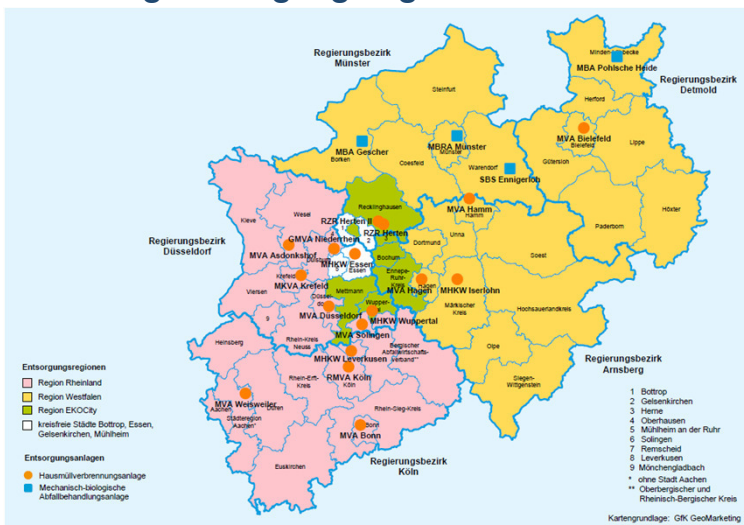 Regierungsbezirk
Münster
Minden-Lübbecke
MBA Pohlsche Heide
Regierungsbezirk
Detmold
Steinfurt
Herford
MVA Bielefeld
Bielefeld
Lippe
MBA Gescher
Borken
Coesfeld
MBRA Münster
Münster
Warendorf
Gütersloh
SBS Ennigerloh
Höxter
Paderborn
MVA Hamm
Hamm
Recklinghausen
RZR Herten II
RZR Herten
Kleve
Wesel
Regierungsbezirk
Düsseldorf
GMVA Niederrhein
MVA Asdonkshof
Duisburg
MHKW Essen
Essen
Bochum
Dortmund
Unna
Soest
Krefeld
MKVA Krefeld
Ennepe-
Ruhr-
Kreis
Hagen
MVA Hagen
MHKW Iserlohn
Viersen
Mettmann
Märkischer
Kreis
Hochsauerlandkreis
MVA Düsseldorf
Wupper-
MHKW Wuppertal
MVA Solingen
Rhein-Kreis
Neuss
Heinsberg
Bergischer
Abfallwirtschafts-
verband**
MHKW Leverkusen
Olpe
Siegen-
Wittgenstein
Regierungsbezirk
Arnsberg
Rhein-Erft-
Kreis
RMVA Köln
Köln
MVA Weisweiler
Aachen
Düren
Städteregion
Aachen*
Rhein-Sieg-Kreis
Bonn
MVA Bonn
Euskirchen
Regierungsbezirk
Köln
Entsorgungsregionen
Region Rheinland
Region Westfalen
Region EKOCity
kreisfreie Städte Bottrop, Essen,
Gelsenkirchen, Mühlheim
Entsorgungsanlagen
Hausmüllverbrennungsanlage
Mechanisch-biologische
Abfallbehandlungsanlage
1 Bottrop
2 Gelsenkirchen
3 Herne
4 Oberhausen
5 Mühlheim an der Ruhr
6 Solingen
7 Remscheid
8 Leverkusen
9 Mönchengladbach
* ohne Stadt Aachen
** Oberbergischer und
Rheinisch-Bergischer Kreis
Kartengrundlage: GfK GeoMarketing